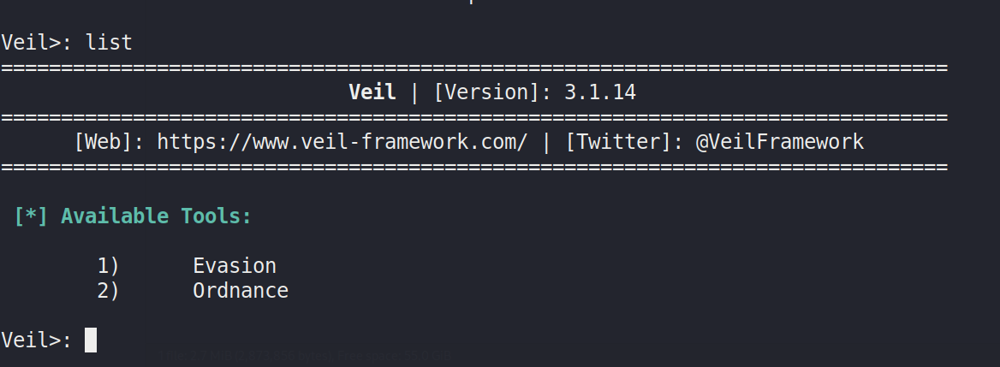 Veil>: list
===============================================================================
Veil | [Version]: 3.1.14
===============================================================================
[Web]: https://www.veil-framework.com/ | [Twitter]: @VeilFramework
===============================================================================
[*] Available Tools:
1) Evasion
2) Ordnance
Veil>: